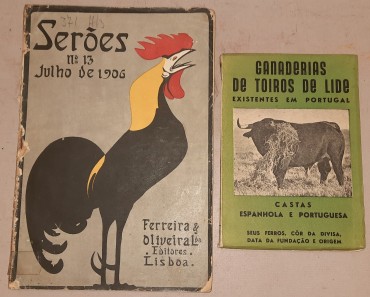 Serões
nº 13
Julho de 1906
Ferreira &
Oliveira Lda
Editores.
Lisboa.
GANADERIAS
DE TOIROS DE LIDE
EXISTENTES EM PORTUGAL
CASTAS
ESPANHOLA E PORTUGUESA
SEUS FERROS, CÔR DA DIVISA,
DATA DA FUNDAÇÃO E ORIGEM